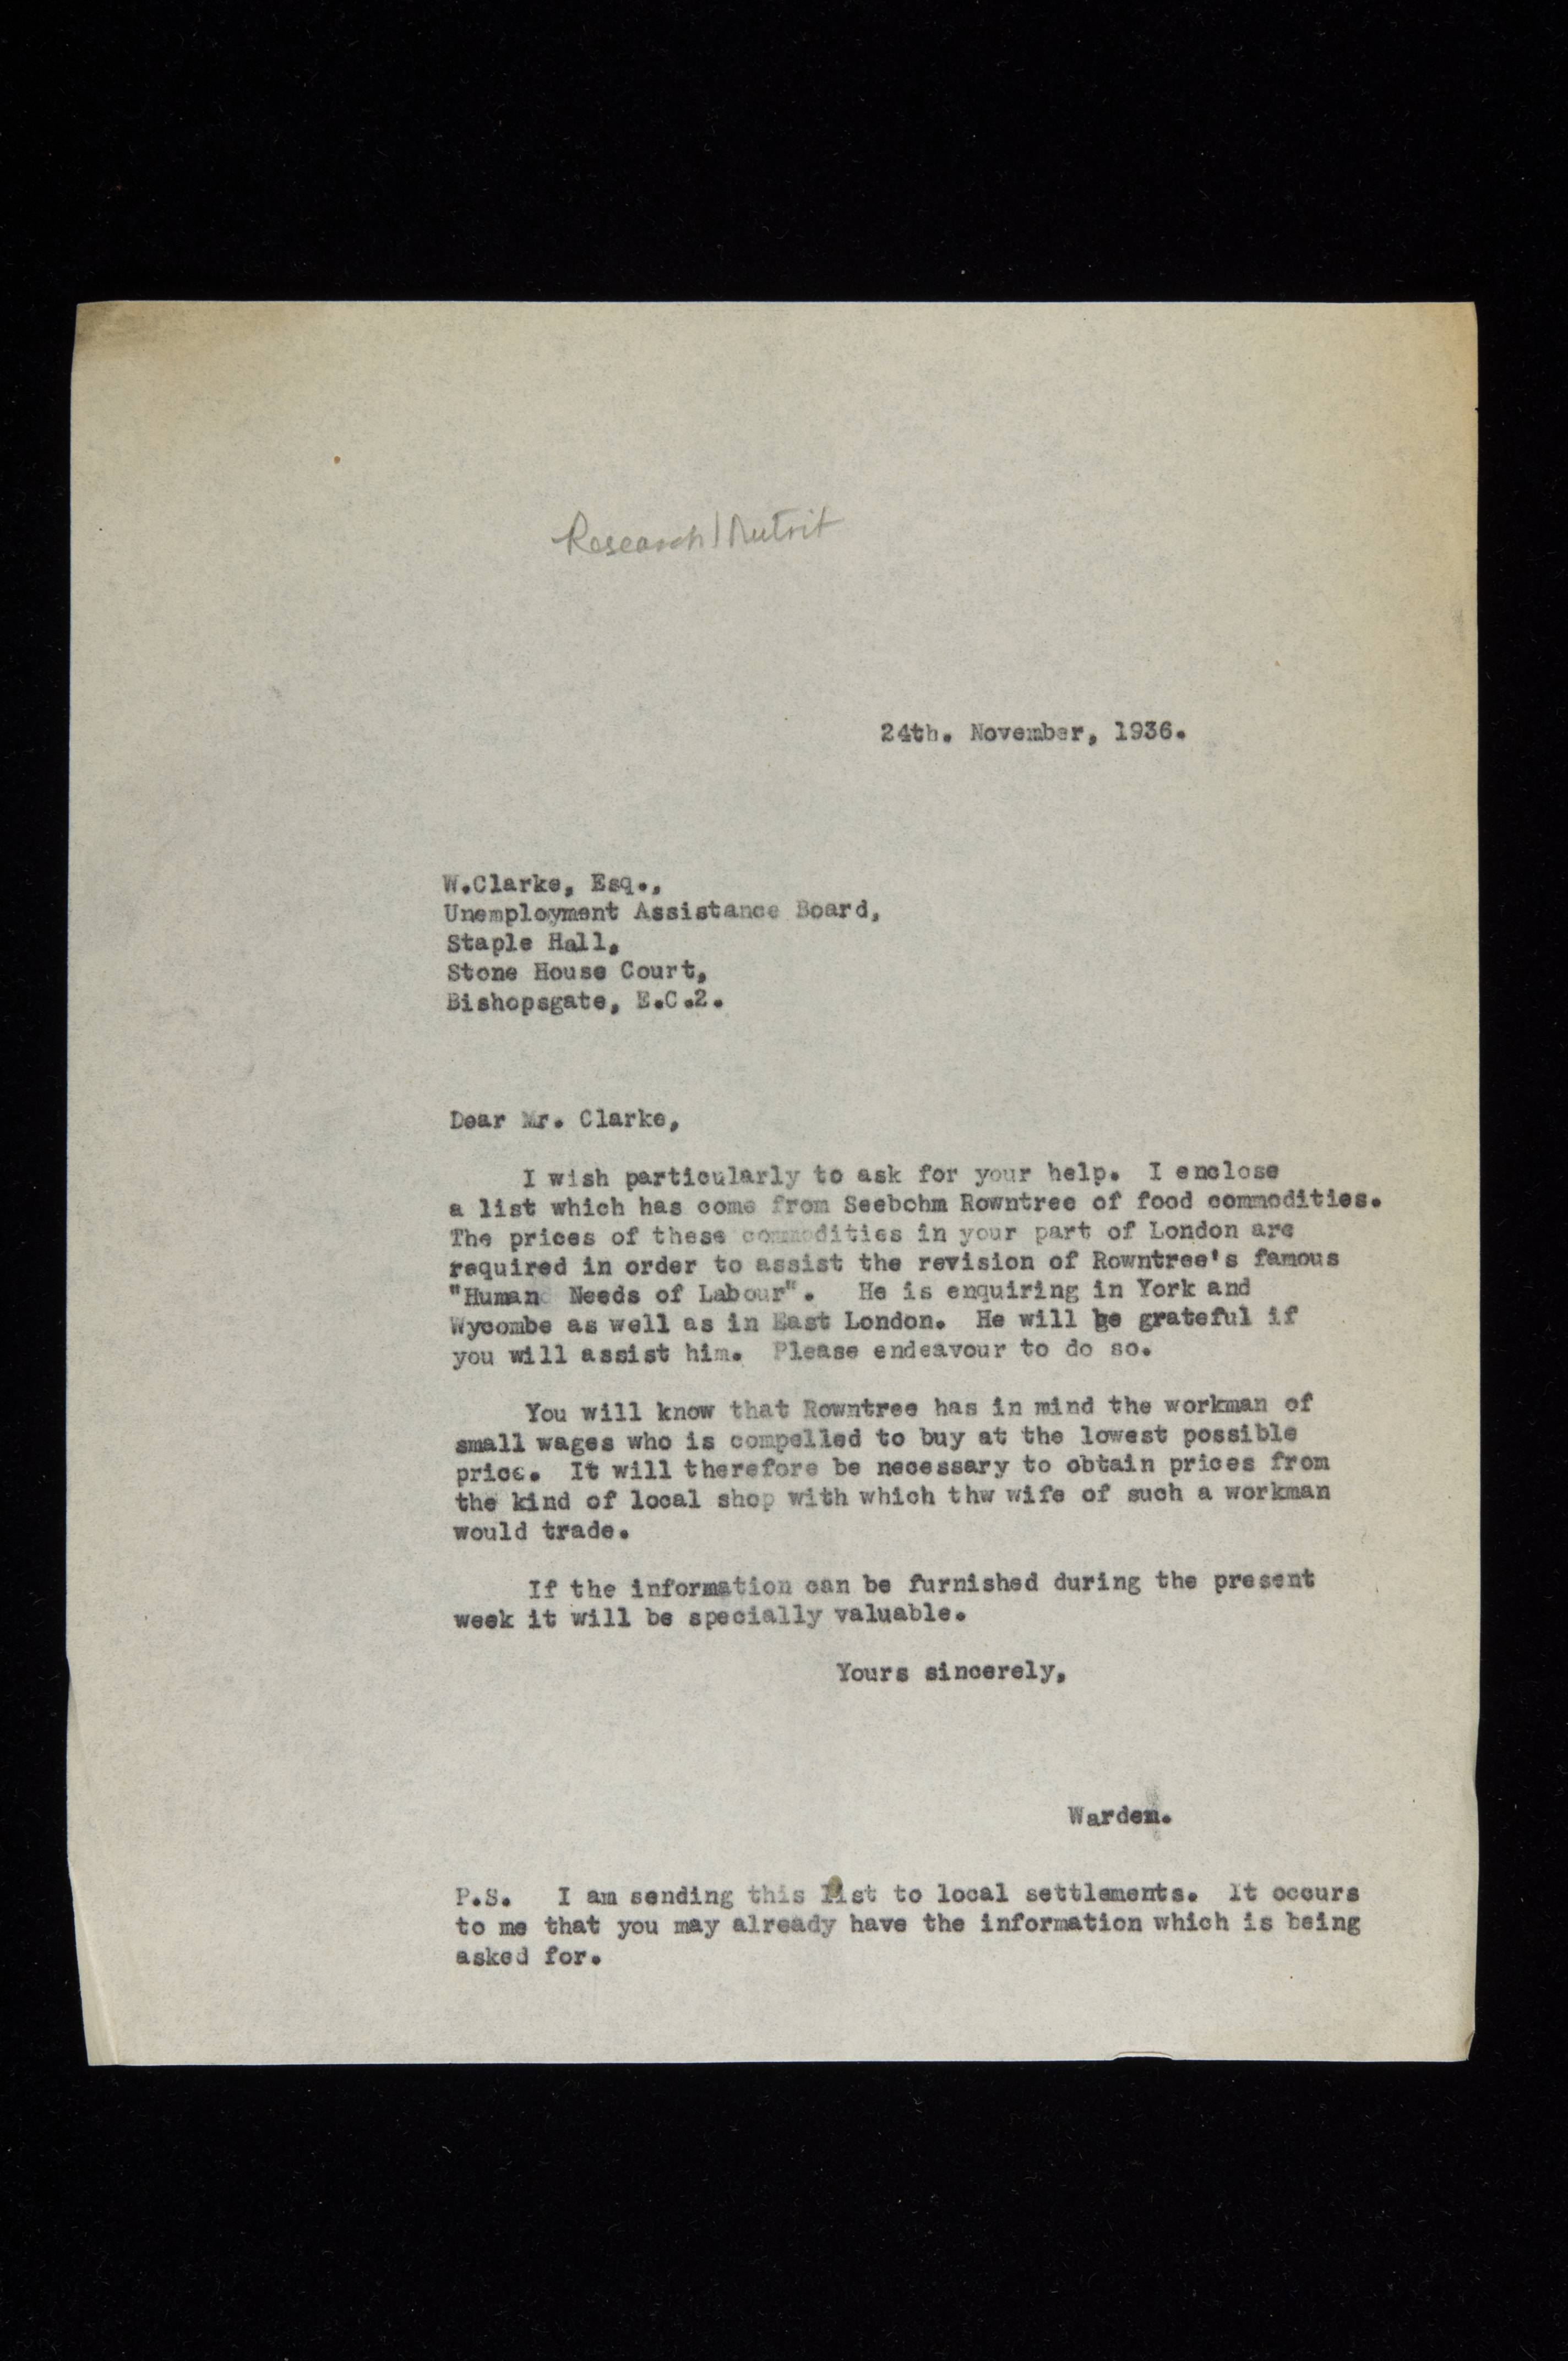 Research/Nutrit
24th. November, 1936.
W.Clarke, Esq.,
Unemployment Assistance Board,
Staple Hall,
Stone House Court,
Bishopsgate, E.C.2.
Dear Mr. Clarke,
I wish particularly to ask for your help. I enclose
a list which has come from Seebohm Rowntree of food commodities.
The prices of these commodities in your part of London are
required in order to assist the revision of Rowntree's famous
"Human Needs of Labour". He is enquiring in York and
Wycombe as well as in East London. He will be grateful if
you will assist him. Please endeavour to do so.
You will know that Rowntree has in mind the workman of
small wages who is compelled to buy at the lowest possible
price. It will therefore be necessary to obtain prices from
the kind of local shop with which thw wife of such a workman
would trade.
If the information can be furnished during the present
week it will be specially valuable.
Yours sincerely,
Warden.
P.S. I am sending this list to local settlements. It occurs
to me that you may already have the information which is being
asked for.